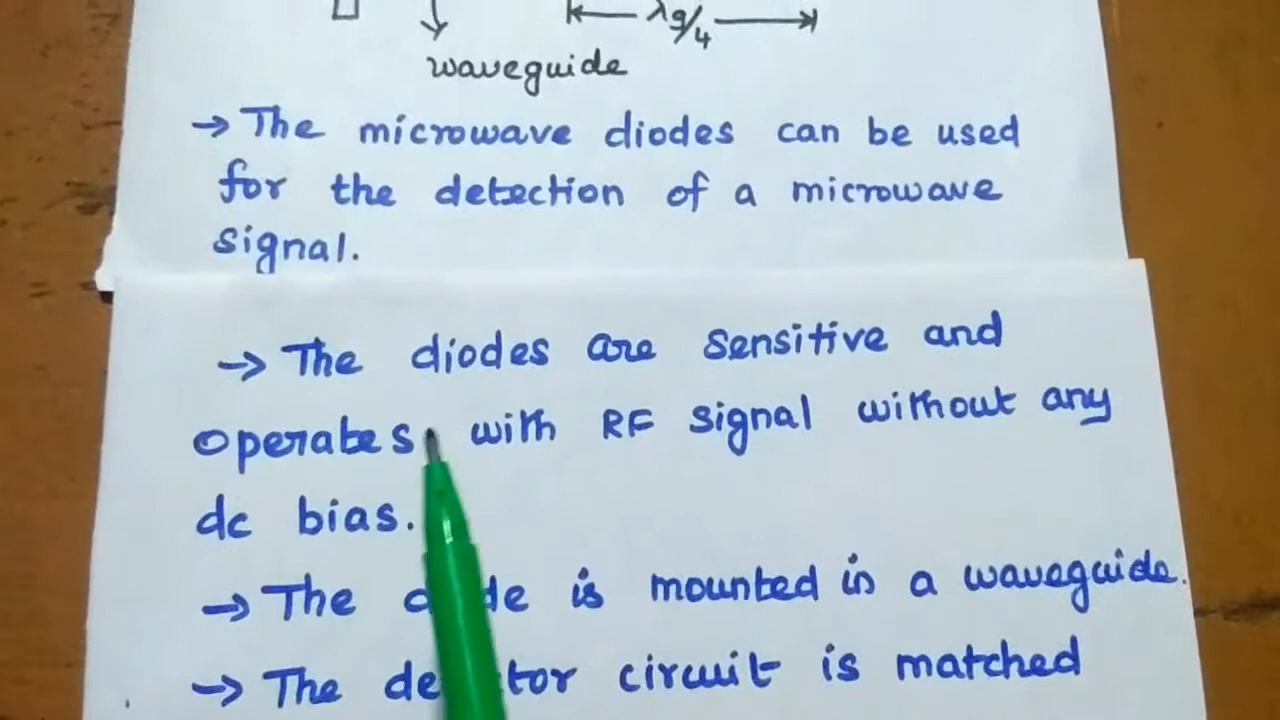 λg/4
waveguide
→ The microwave diodes can be used
for the detection of a microwave
signal.
→ The diodes are sensitive and
operates with RF signal without any
dc bias.
→ The is mounted in a waveguide.
→ The circuit is matched